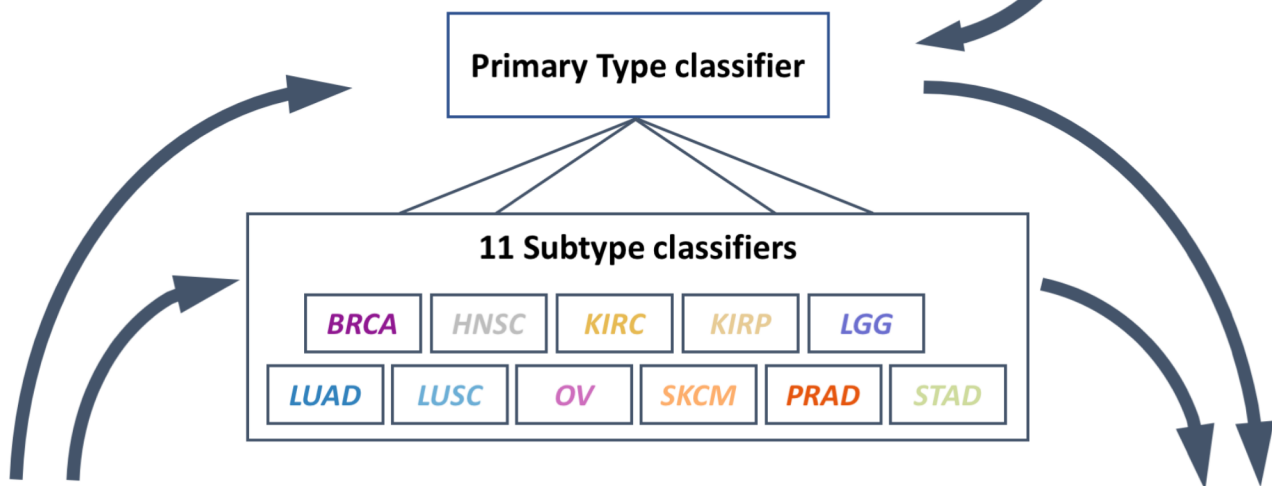 Primary Type classifier
11 Subtype classifiers
BRCA HNSC KIRC KIRP LGG
LUAD LUSC OV SKCM PRAD STAD